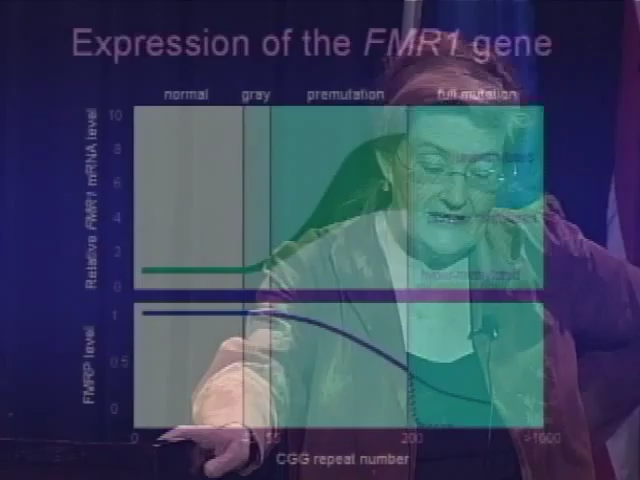 Expression of the FMR1 gene
normal gray premutation full mutation
Relative FMR1 mRNA level
10
8
6
4
2
0
FMRP level
1
0.5
0
0 55 200 >1000
CGG repeat number